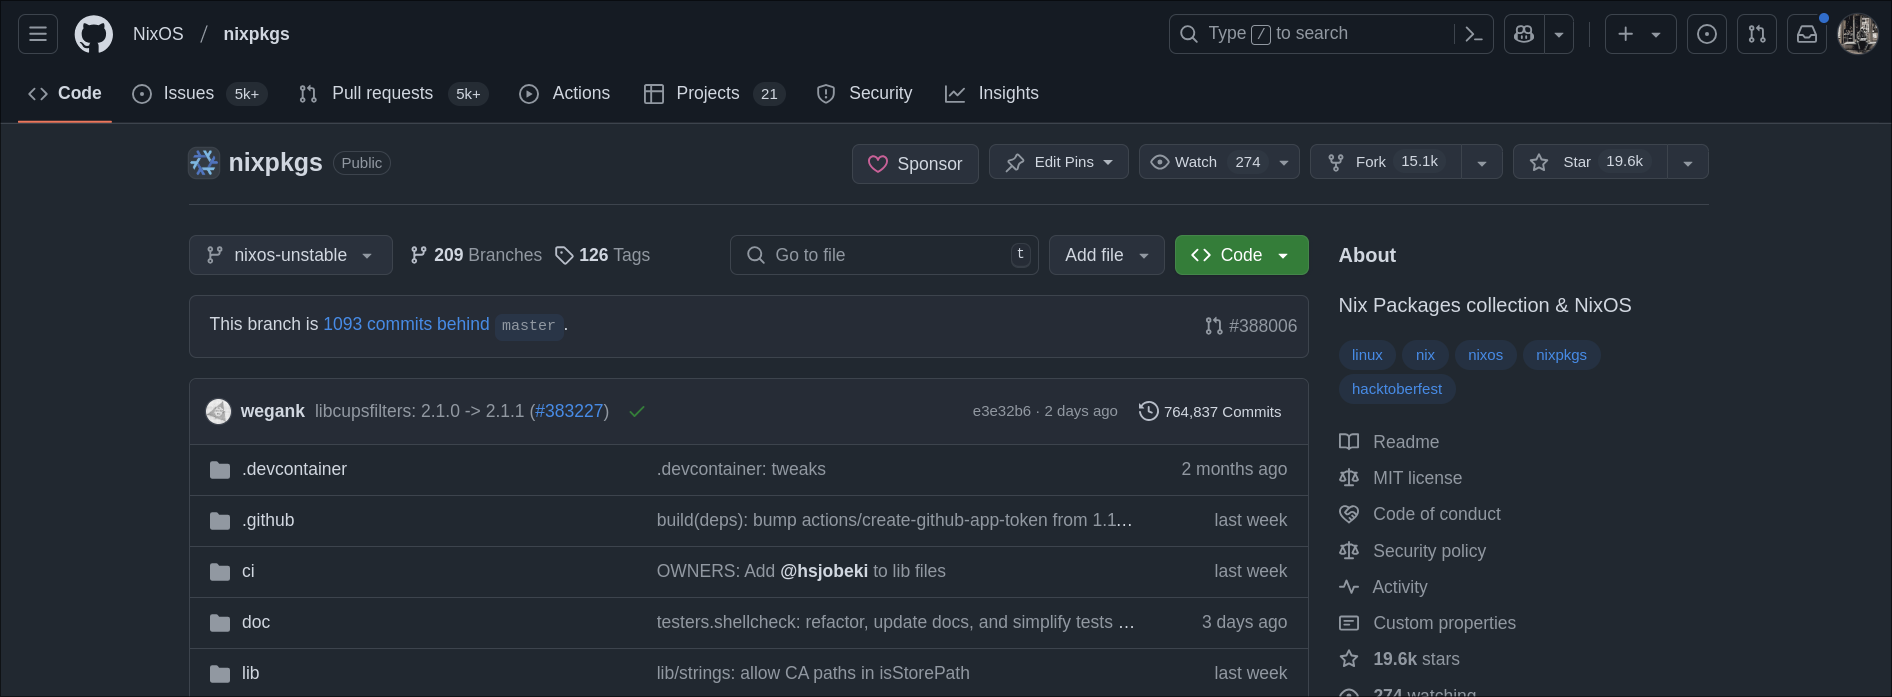 NixOS / nixpkgs
Type / to search
Code Issues 5k+ Pull requests 5k+ Actions Projects 21 Security Insights
nixpkgs Public
Sponsor Edit Pins Watch 274 Fork 15.1k Star 19.6k
nixos-unstable 209 Branches 126 Tags
Go to file t Add file Code
This branch is 1093 commits behind master.
#388006
wegank libcupsfilters: 2.1.0 -> 2.1.1 (#383227) e3e32b6 · 2 days ago 764,837 Commits
.devcontainer .devcontainer: tweaks 2 months ago
.github build(deps): bump actions/create-github-app-token from 1.1… last week
ci OWNERS: Add @hsjobeki to lib files last week
doc testers.shellcheck: refactor, update docs, and simplify tests … 3 days ago
lib lib/strings: allow CA paths in isStorePath last week
About
Nix Packages collection & NixOS
linux nix nixos nixpkgs
hacktoberfest
Readme
MIT license
Code of conduct
Security policy
Activity
Custom properties
19.6k stars
274 watching